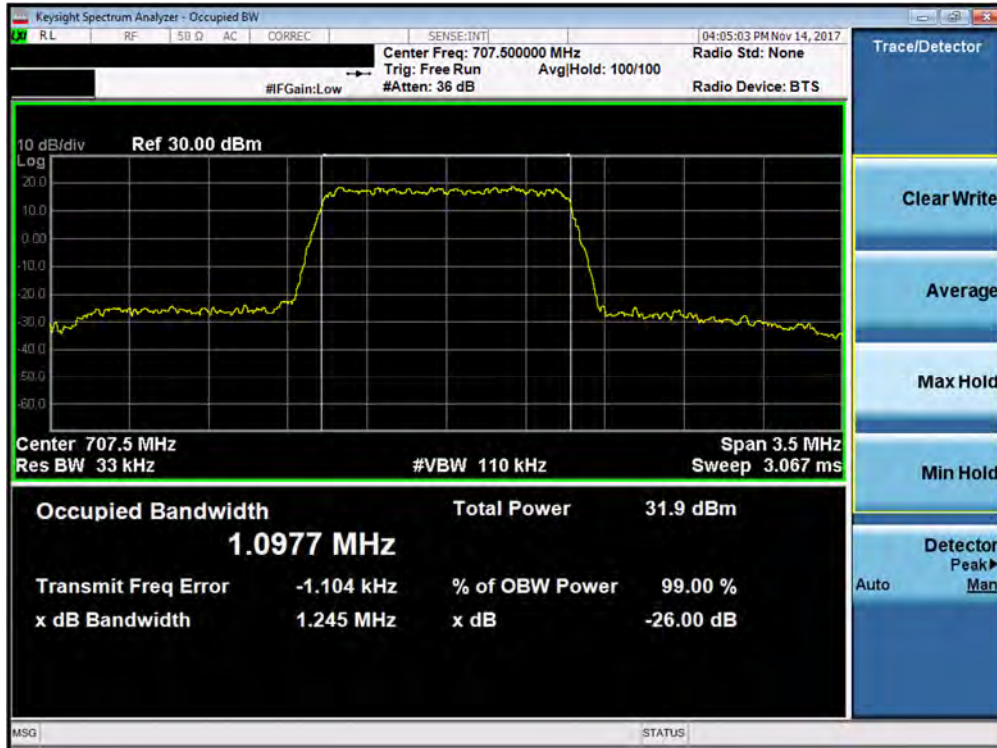 Keysight Spectrum Analyzer - Occupied BW
LXI RL RF 50 Ω AC CORREC SENSE:INT 04:05:03 PM Nov 14, 2017
Center Freq: 707.500000 MHz Radio Std: None
Trig: Free Run Avg|Hold: 100/100
#IFGain:Low #Atten: 36 dB Radio Device: BTS
10 dB/div Ref 30.00 dBm
Log
20.0
10.0
0.00
-10.0
-20.0
-30.0
-40.0
-50.0
-60.0
Center 707.5 MHz Span 3.5 MHz
Res BW 33 kHz #VBW 110 kHz Sweep 3.067 ms
Occupied Bandwidth Total Power 31.9 dBm
1.0977 MHz
Transmit Freq Error -1.104 kHz % of OBW Power 99.00 %
x dB Bandwidth 1.245 MHz x dB -26.00 dB
MSG STATUS
Trace/Detector
Clear Write
Average
Max Hold
Min Hold
Detector
Peak▶
Auto Man